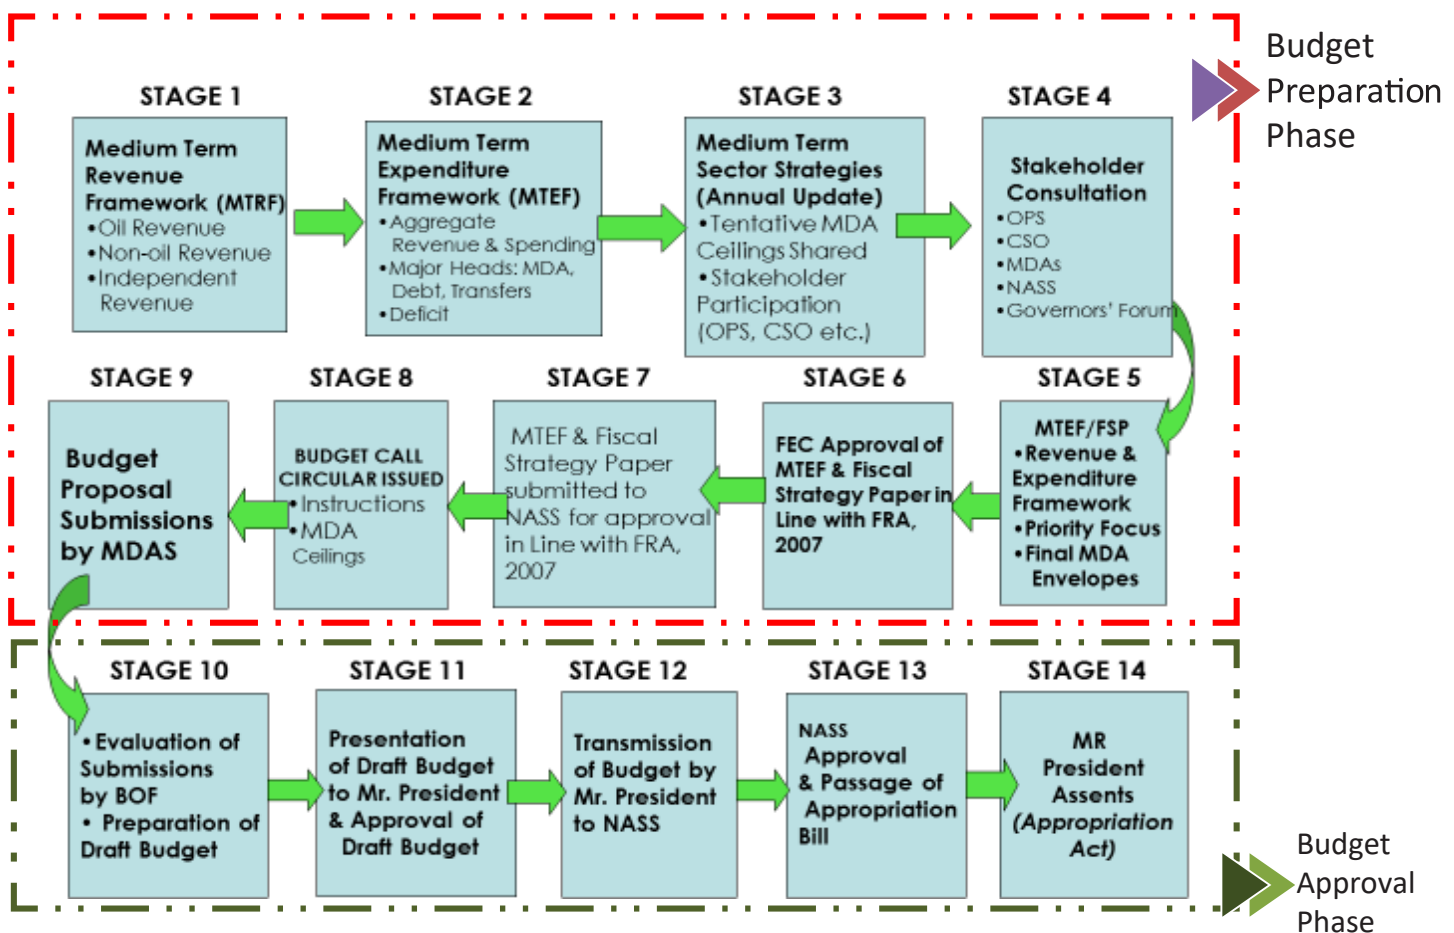 Budget
Preparation
Phase
STAGE 1
Medium Term
Revenue
Framework (MTRF)
•Oil Revenue
•Non-oil Revenue
•Independent
Revenue
STAGE 2
Medium Term
Expenditure
Framework (MTEF)
•Aggregate
Revenue & Spending
•Major Heads: MDA,
Debt, Transfers
•Deficit
STAGE 3
Medium Term
Sector Strategies
(Annual Update)
•Tentative MDA
Ceilings Shared
•Stakeholder
Participation
(OPS, CSO etc.)
STAGE 4
Stakeholder
Consultation
•OPS
•CSO
•MDAs
•NASS
•Governors' Forum
STAGE 5
MTEF/FSP
•Revenue &
Expenditure
Framework
•Priority Focus
•Final MDA
Envelopes
STAGE 6
FEC Approval of
MTEF & Fiscal
Strategy Paper in
Line with FRA,
2007
STAGE 7
MTEF & Fiscal
Strategy Paper
submitted to
NASS for approval
in Line with FRA,
2007
STAGE 8
BUDGET CALL
CIRCULAR ISSUED
•Instructions
•MDA
Ceilings
STAGE 9
Budget
Proposal
Submissions
by MDAS
STAGE 10
• Evaluation of
Submissions
by BOF
• Preparation of
Draft Budget
STAGE 11
Presentation
of Draft Budget
to Mr. President
& Approval of
Draft Budget
STAGE 12
Transmission
of Budget by
Mr. President
to NASS
STAGE 13
NASS
Approval
& Passage of
Appropriation
Bill
STAGE 14
MR
President
Assents
(Appropriation
Act)
Budget
Approval
Phase